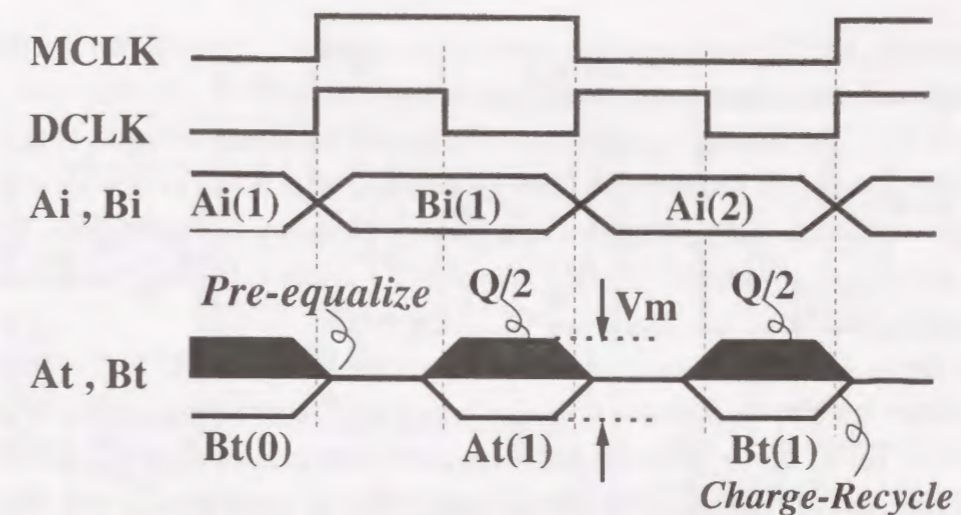 MCLK
DCLK
Ai , Bi
Ai(1)
Bi(1)
Ai(2)
Pre-equalize
Q/2
Vm
Q/2
At , Bt
Bt(0)
At(1)
Bt(1)
Charge-Recycle